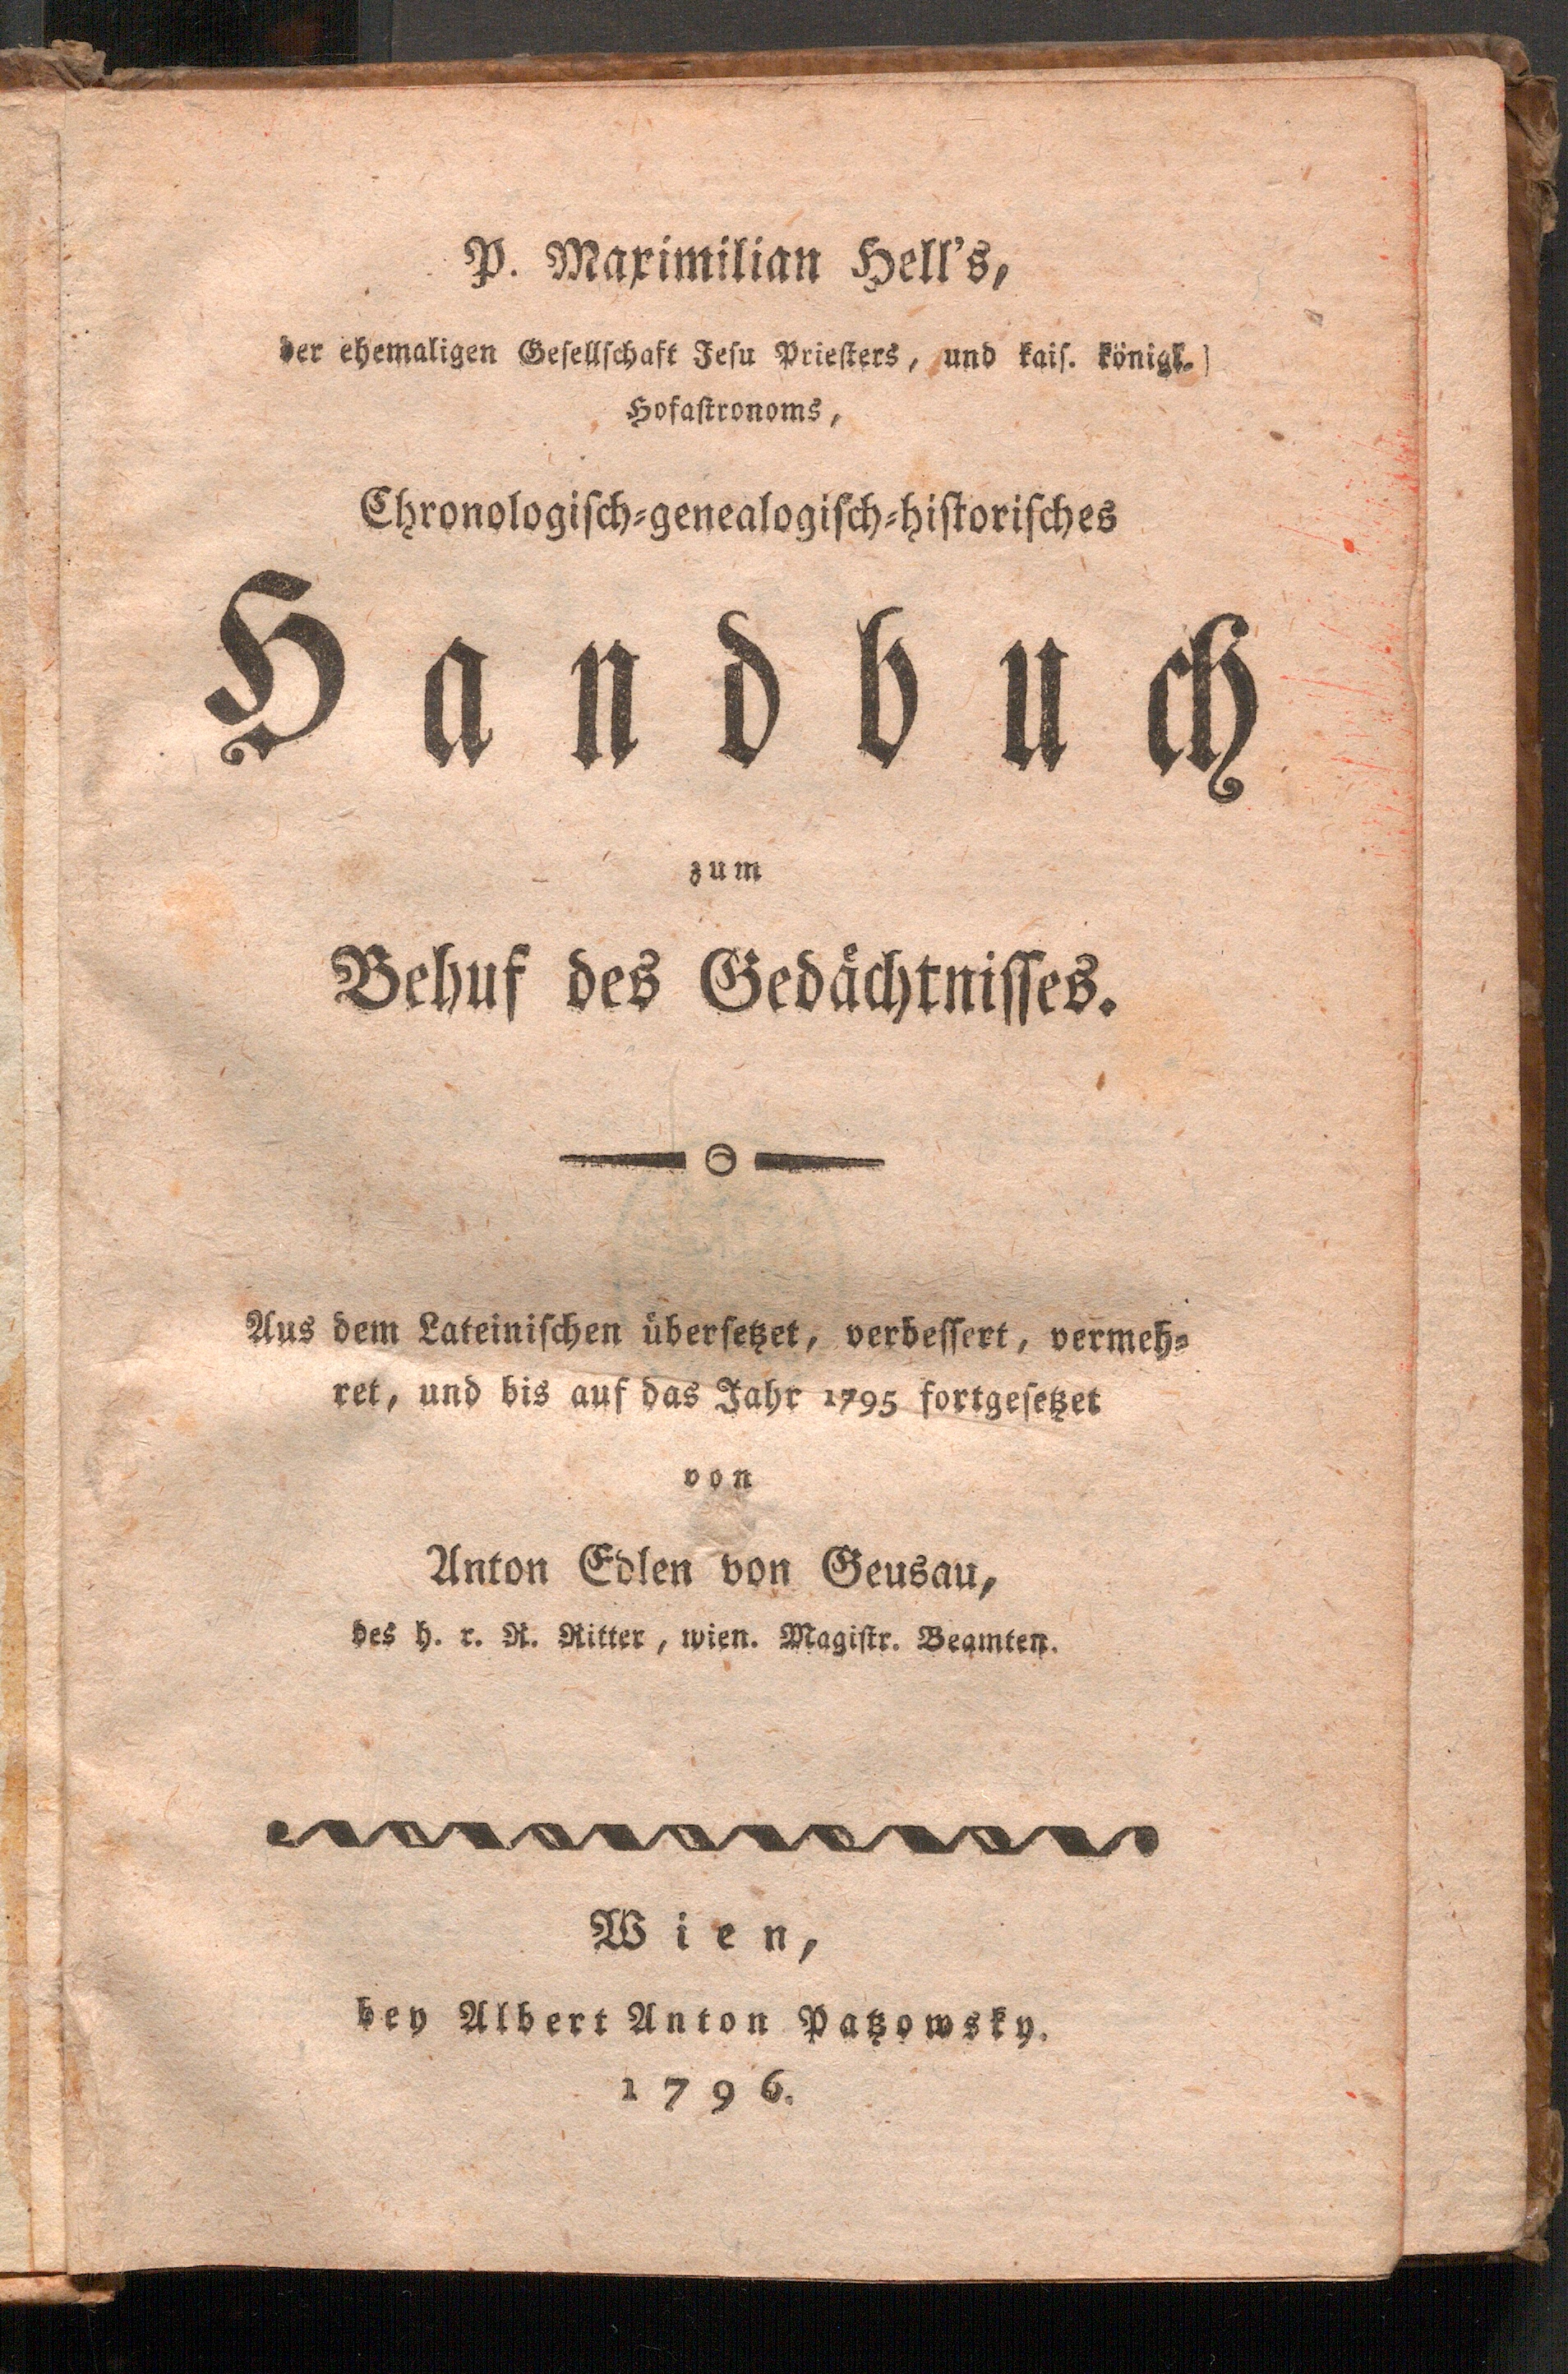 P. Maximilian Hell's,
der ehemaligen Gesellschaft Jesu Priesters, und kais. königl.
Hofastronoms,
Chronologisch-genealogisch-historisches
Handbuch
zum
Behuf des Gedächtnisses.
Aus dem Lateinischen übersetzet, verbessert, vermeh-
ret, und bis auf das Jahr 1795 fortgesetzet
von
Anton Edlen von Geusau,
des h. r. R. Ritter, wien. Magistr. Beamten.
Wien,
bey Albert Anton Patzowsky.
1796.